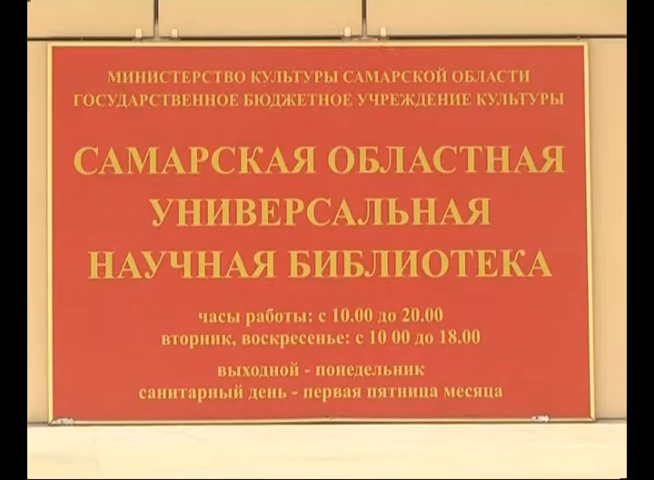 МИНИСТЕРСТВО КУЛЬТУРЫ САМАРСКОЙ ОБЛАСТИ
ГОСУДАРСТВЕННОЕ БЮДЖЕТНОЕ УЧРЕЖДЕНИЕ КУЛЬТУРЫ
САМАРСКАЯ ОБЛАСТНАЯ
УНИВЕРСАЛЬНАЯ
НАУЧНАЯ БИБЛИОТЕКА
часы работы: с 10.00 до 20.00
вторник, воскресенье: с 10 00 до 18.00
выходной - понедельник
санитарный день - первая пятница месяца